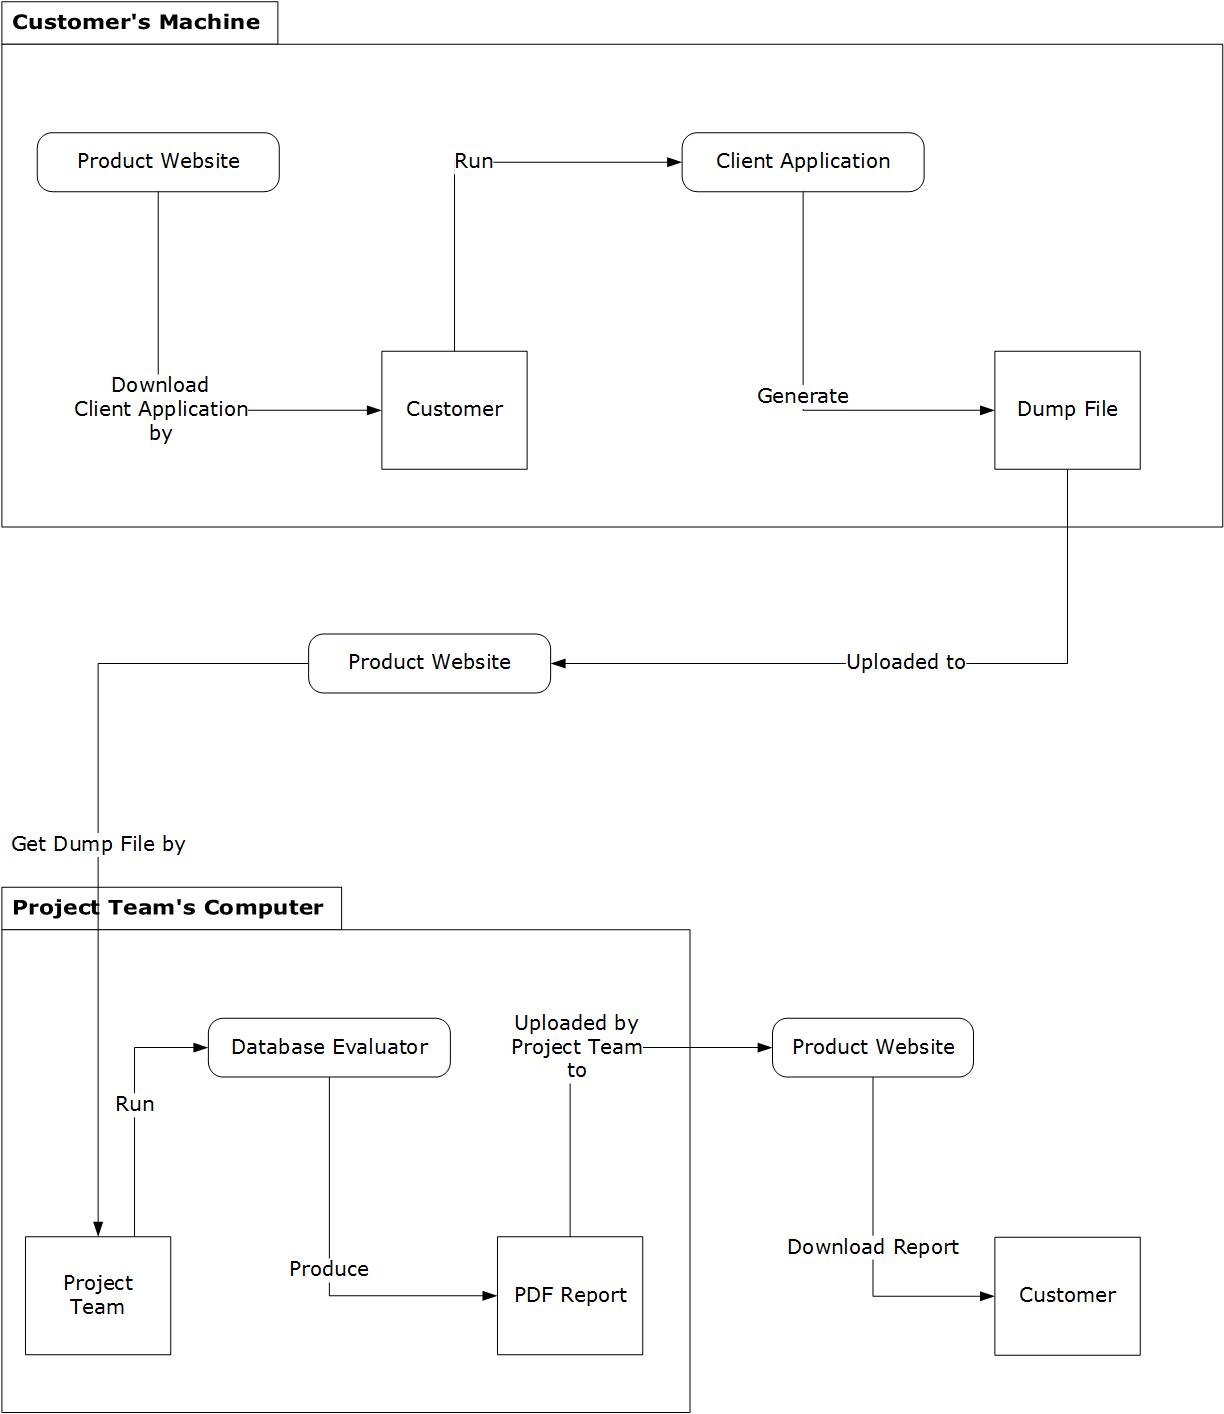 Customer's Machine
Product Website
Run
Client Application
Download
Client Application
by
Customer
Generate
Dump File
Product Website
Uploaded to
Get Dump File by
Project Team's Computer
Uploaded by
Project Team
to
Database Evaluator
Product Website
Run
Produce
Download Report
Project
Team
PDF Report
Customer